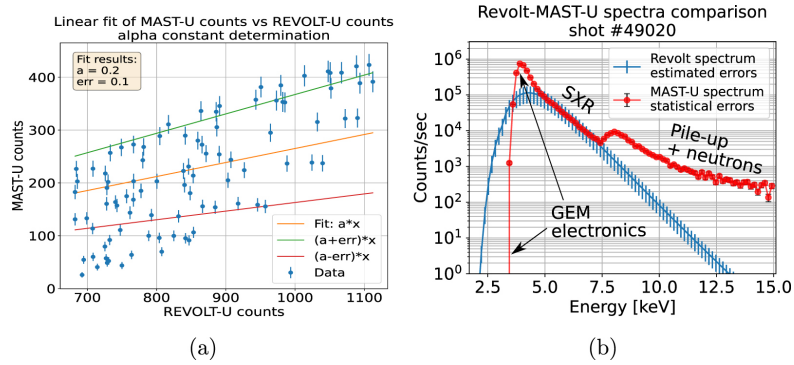 Linear fit of MAST-U counts vs REVOLT-U counts
alpha constant determination
Fit results:
a = 0.2
err = 0.1
MAST-U counts
400
300
200
100
0
Fit: a*x
(a+err)*x
(a-err)*x
Data
700
800
900
1000
1100
REVOLT-U counts
(a)
Revolt-MAST-U spectra comparison
shot #49020
Revolt spectrum
estimated errors
MAST-U spectrum
statistical errors
SXR
Pile-up
+ neutrons
GEM
electronics
Counts/sec
10⁶
10⁵
10⁴
10³
10²
10¹
10⁰
2.5
5.0
7.5
10.0
12.5
15.0
Energy [keV]
(b)